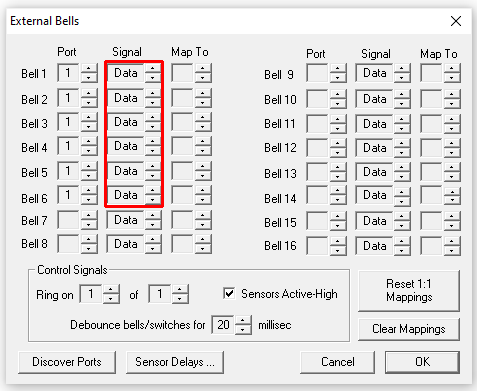 External Bells
Port Signal Map To Port Signal Map To
Bell 1 1 Data Bell 9 Data
Bell 2 1 Data Bell 10 Data
Bell 3 1 Data Bell 11 Data
Bell 4 1 Data Bell 12 Data
Bell 5 1 Data Bell 13 Data
Bell 6 1 Data Bell 14 Data
Bell 7 Data Bell 15 Data
Bell 8 Data Bell 16 Data
Control Signals
Ring on 1 of 1 Sensors Active-High
Debounce bells/switches for 20 millisec
Reset 1:1
Mappings
Clear Mappings
Discover Ports Sensor Delays ... Cancel OK